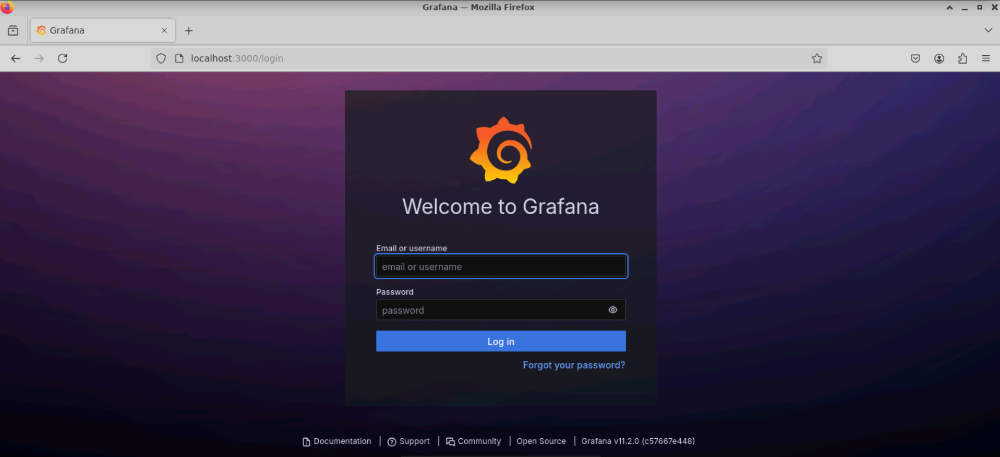 Grafana — Mozilla Firefox
Grafana
localhost:3000/login
Welcome to Grafana
Email or username
email or username
Password
password
Log in
Forgot your password?
Documentation | Support | Community | Open Source | Grafana v11.2.0 (c57667e448)